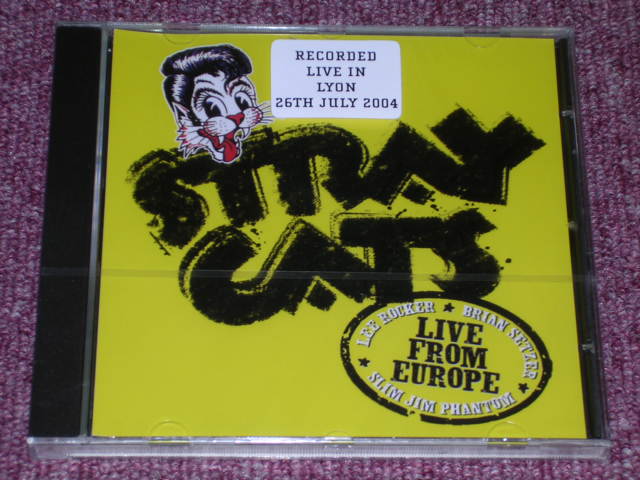 RECORDED
LIVE IN
LYON
26TH JULY 2004
STRAY
CATS
LEE ROCKER ★ BRIAN SETZER ★ SLIM JIM PHANTOM
LIVE
FROM
EUROPE